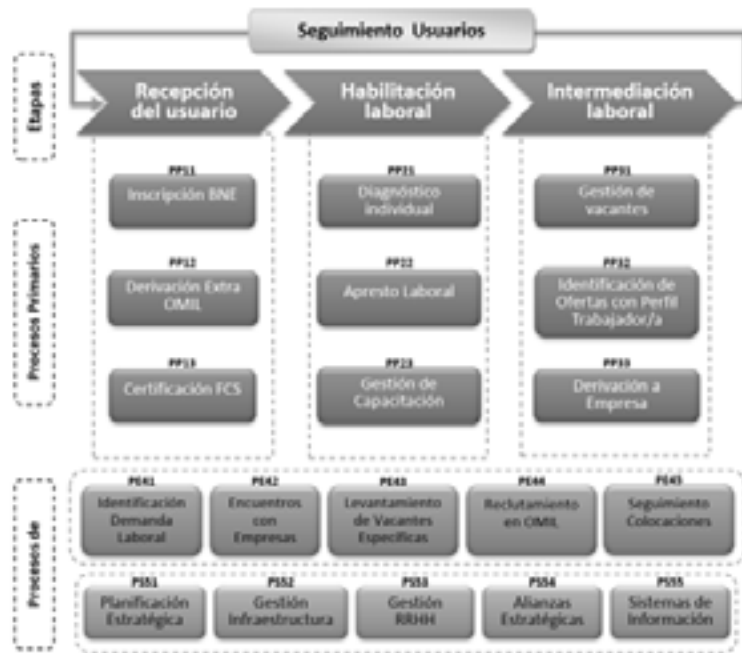 Seguimiento Usuarios
Etapas
Recepción
del usuario
Habilitación
laboral
Intermediación
laboral
Procesos Primarios
PP11
Inscripción BNE
PP12
Derivación Extra
OMIL
PP13
Certificación FCS
PP21
Diagnóstico
individual
PP22
Apresto Laboral
PP23
Gestión de
Capacitación
PP31
Gestión de
vacantes
PP32
Identificación de
Ofertas con Perfil
Trabajador/a
PP33
Derivación a
Empresa
Procesos de
PE41
Identificación
Demanda
Laboral
PE42
Encuentros
con
Empresas
PE43
Levantamiento
de Vacantes
Específicas
PE44
Reclutamiento
en OMIL
PE45
Seguimiento
Colocaciones
PS51
Planificación
Estratégica
PS52
Gestión
Infraestructura
PS53
Gestión
RRHH
PS54
Alianzas
Estratégicas
PS55
Sistemas de
Información